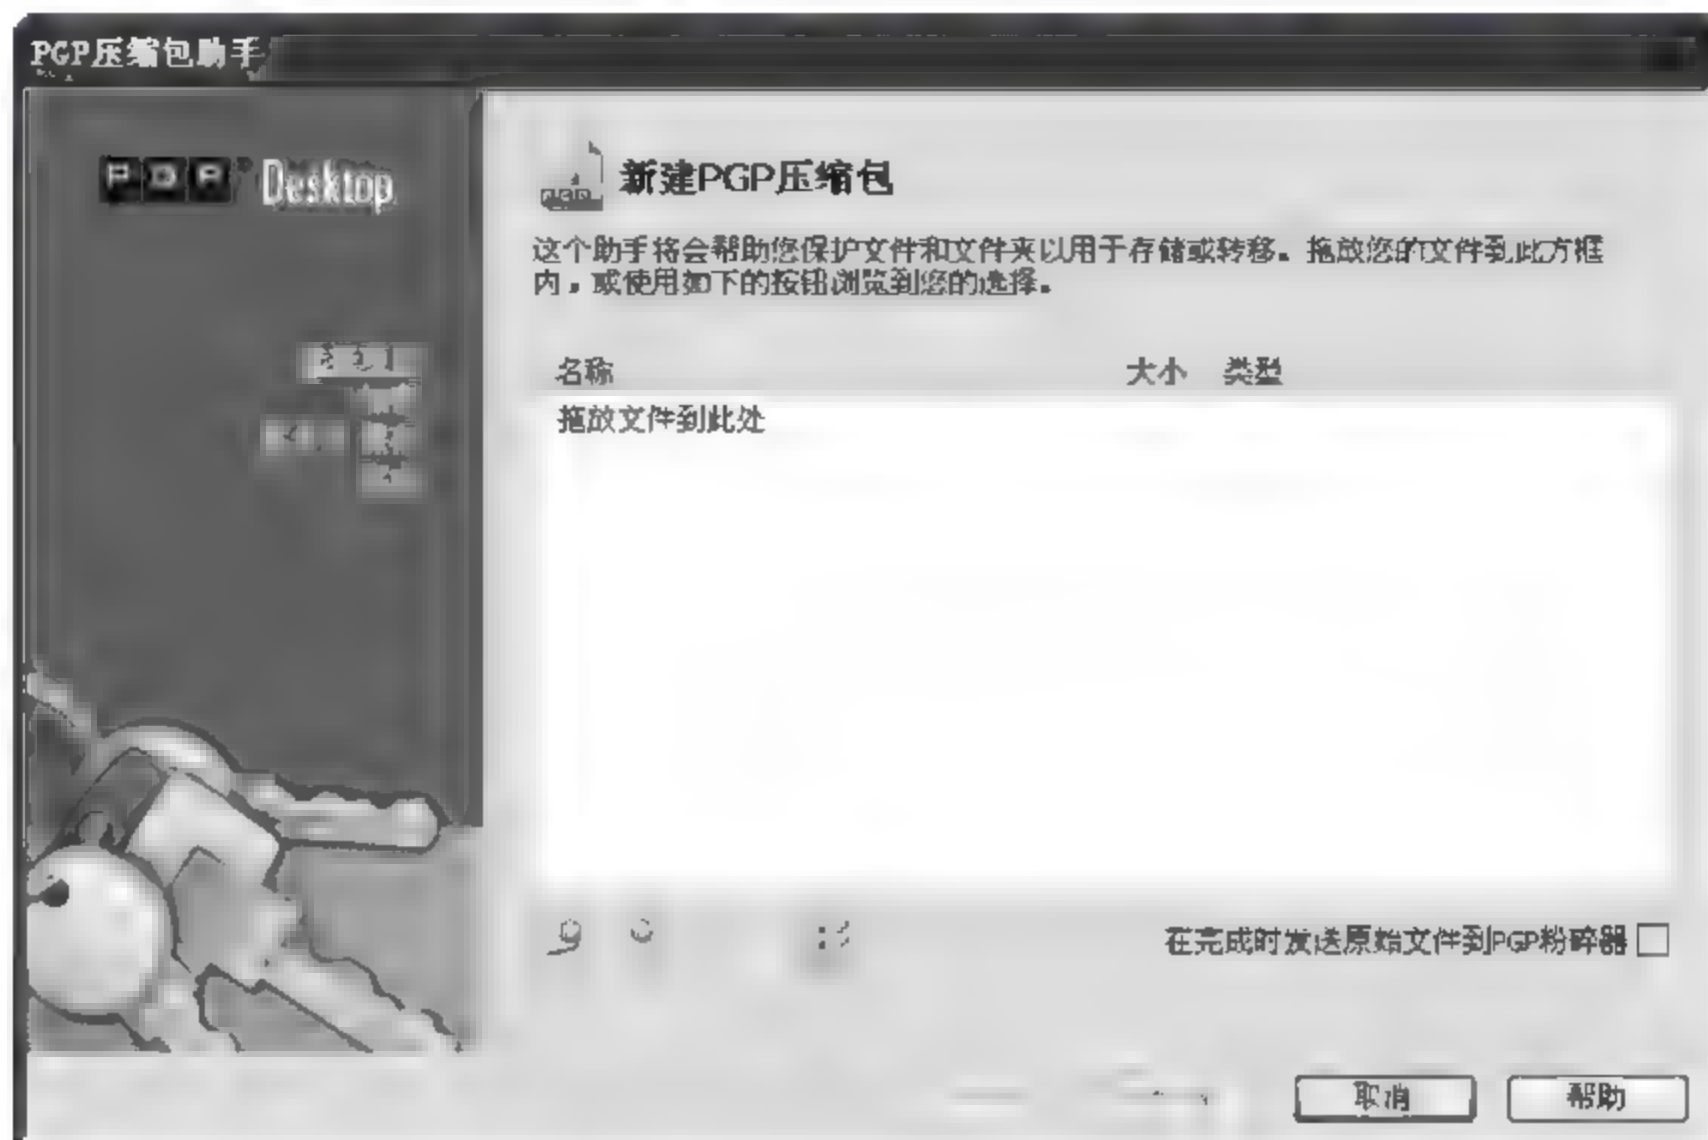 PGP压缩包助手
PGP Desktop
新建PGP压缩包
这个助手将会帮助您保护文件和文件夹以用于存储或转移。拖放您的文件到此方框
内，或使用如下的按钮浏览到您的选择。
名称 大小 类型
拖放文件到此处
在完成时发送原始文件到PGP粉碎器
取消 帮助